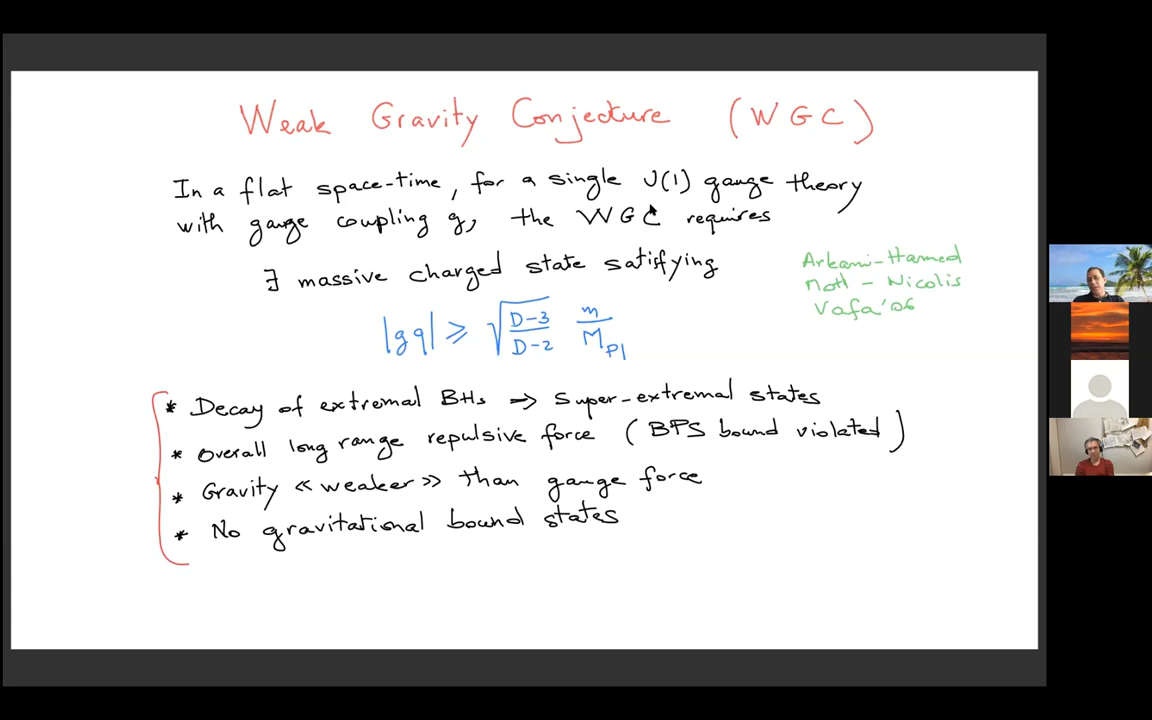 Weak Gravity Conjecture (WGC)
In a flat space-time, for a single U(1) gauge theory
with gauge coupling g, the WGC requires
∃ massive charged state satisfying
Arkani-Hamed
Motl - Nicolis
Vafa '06
|gq| ⩾ √(D-3/D-2) m/M_Pl
* Decay of extremal BHs => super-extremal states
* Overall long range repulsive force (BPS bound violated)
* Gravity « weaker » than gauge force
* No gravitational bound states